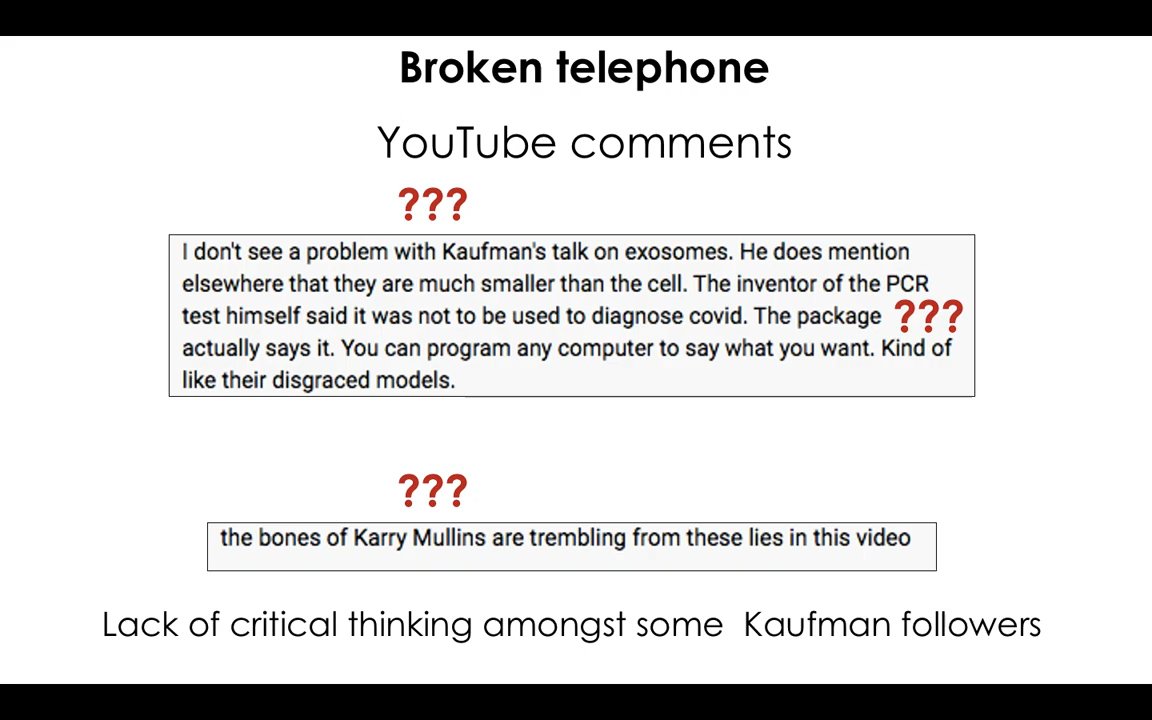 Broken telephone
YouTube comments
???
I don't see a problem with Kaufman's talk on exosomes. He does mention
elsewhere that they are much smaller than the cell. The inventor of the PCR
test himself said it was not to be used to diagnose covid. The package ???
actually says it. You can program any computer to say what you want. Kind of
like their disgraced models.
???
the bones of Karry Mullins are trembling from these lies in this video
Lack of critical thinking amongst some Kaufman followers